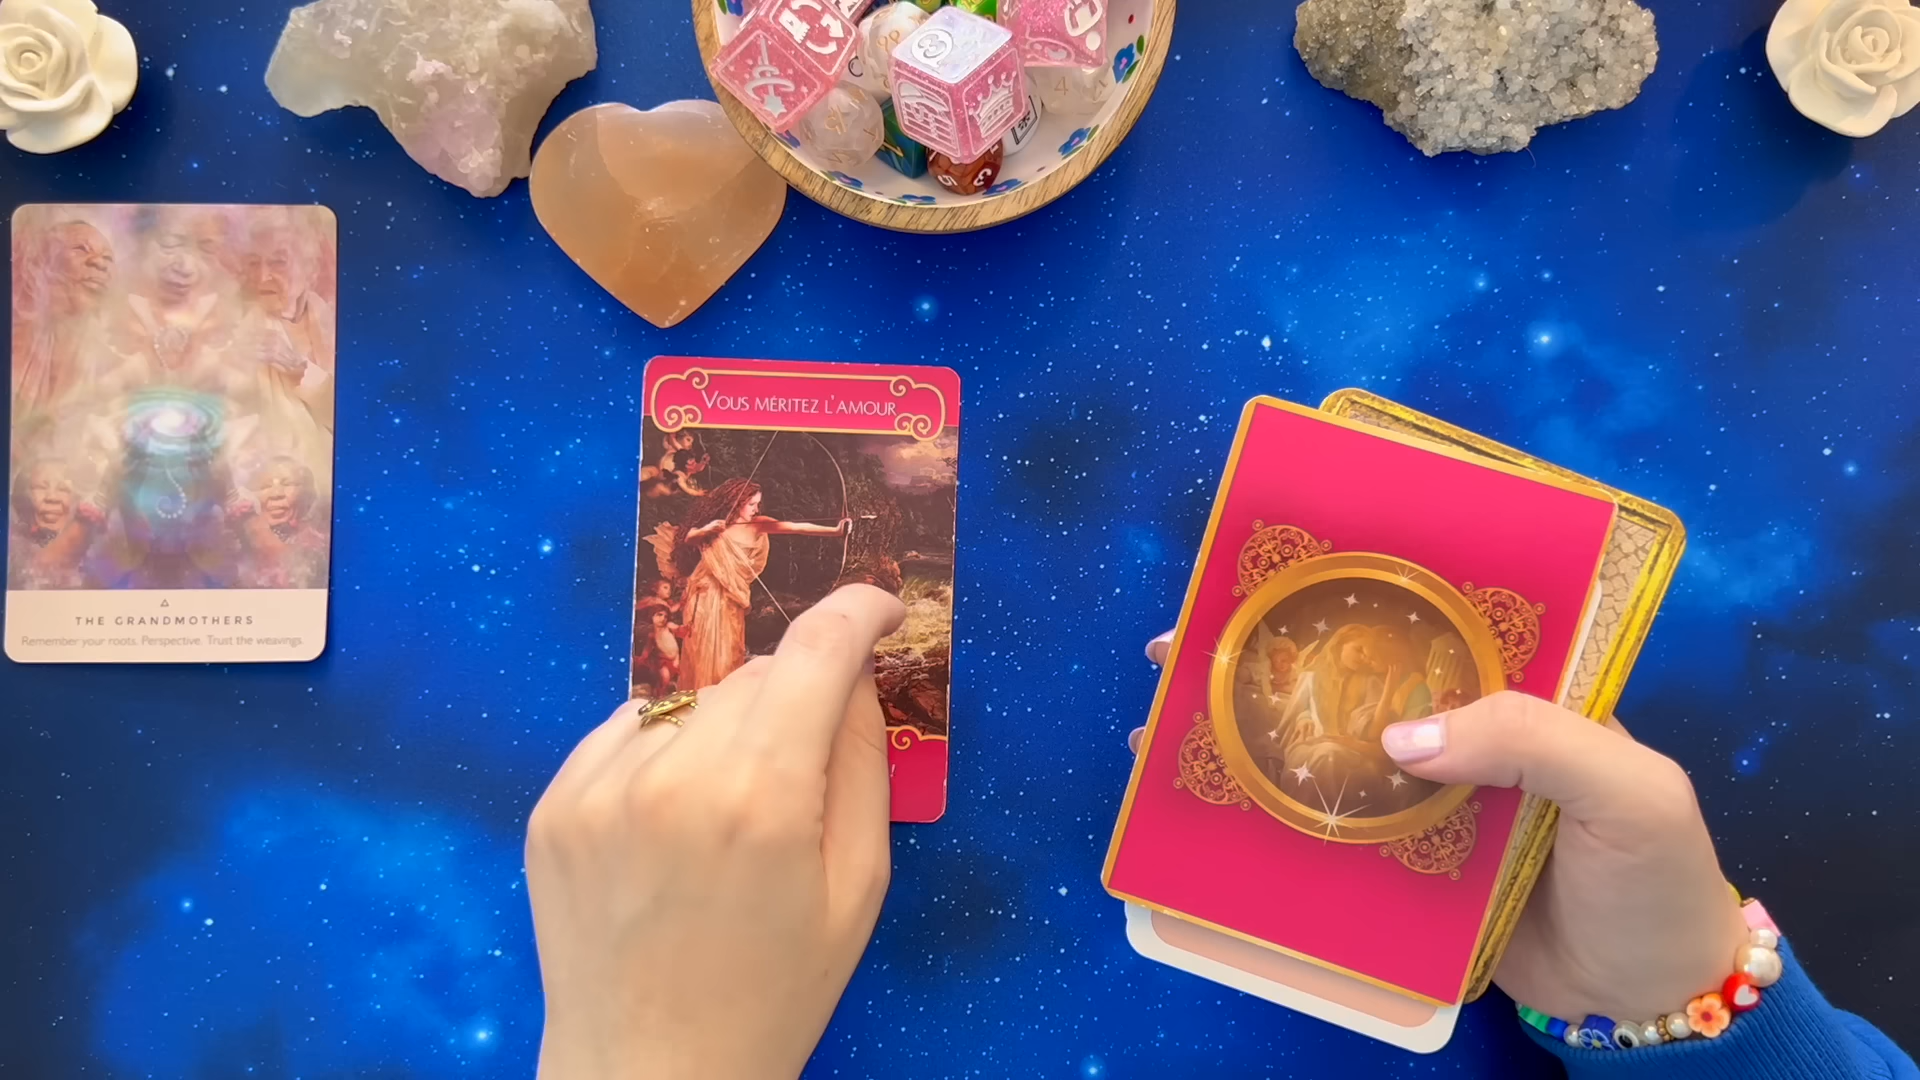 THE GRANDMOTHERS
Remember your roots. Perspective. Trust the weavings.
VOUS MÉRITEZ L'AMOUR
!